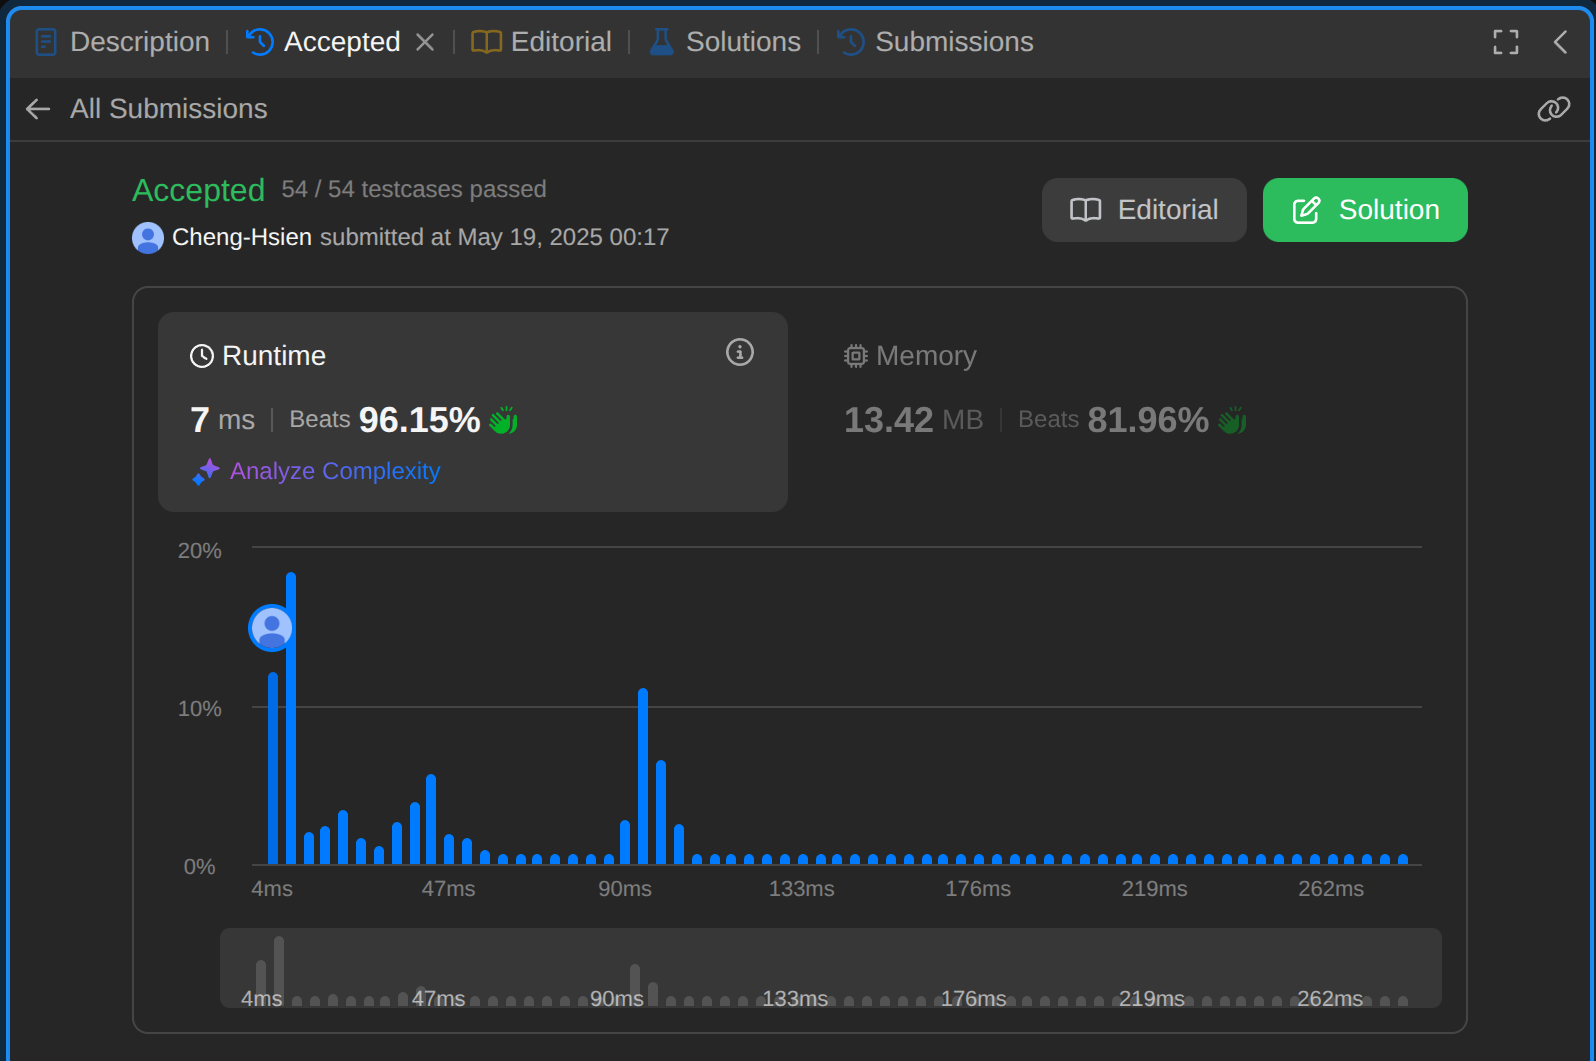 Description Accepted Editorial Solutions Submissions
All Submissions
Accepted 54 / 54 testcases passed
Cheng-Hsien submitted at May 19, 2025 00:17
Editorial Solution
Runtime
7 ms Beats 96.15%
Analyze Complexity
Memory
13.42 MB Beats 81.96%
20%
10%
0%
4ms 47ms 90ms 133ms 176ms 219ms 262ms
4ms 47ms 90ms 133ms 176ms 219ms 262ms